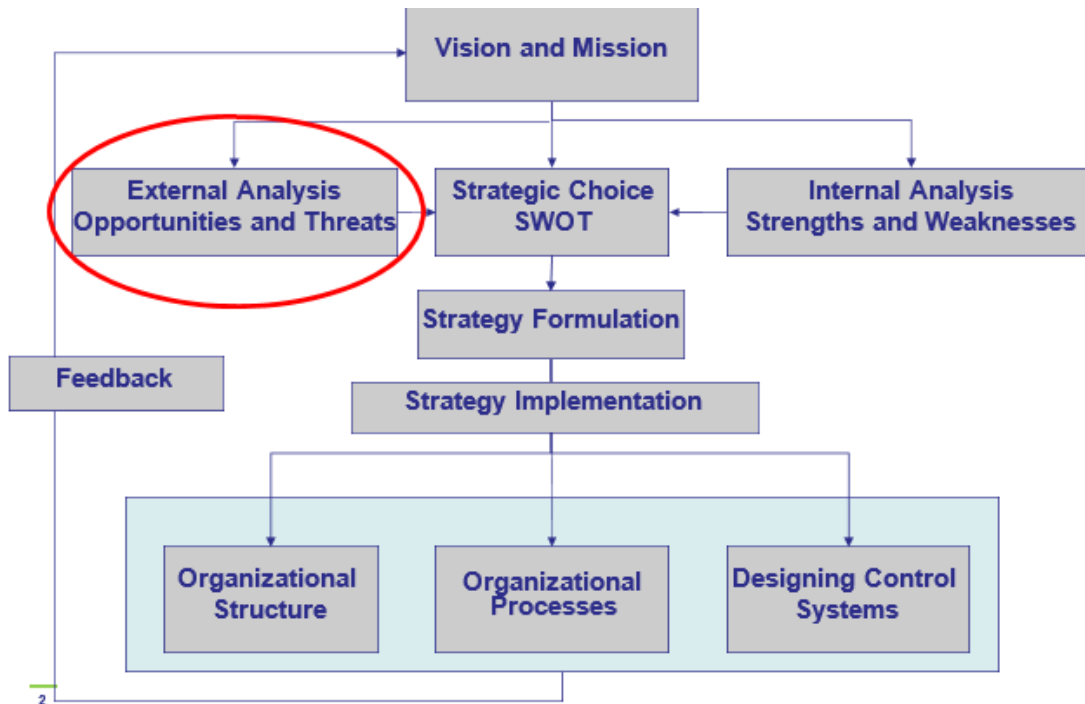 Vision and Mission
External Analysis
Opportunities and Threats
Strategic Choice
SWOT
Internal Analysis
Strengths and Weaknesses
Strategy Formulation
Feedback
Strategy Implementation
Organizational
Structure
Organizational
Processes
Designing Control
Systems
2